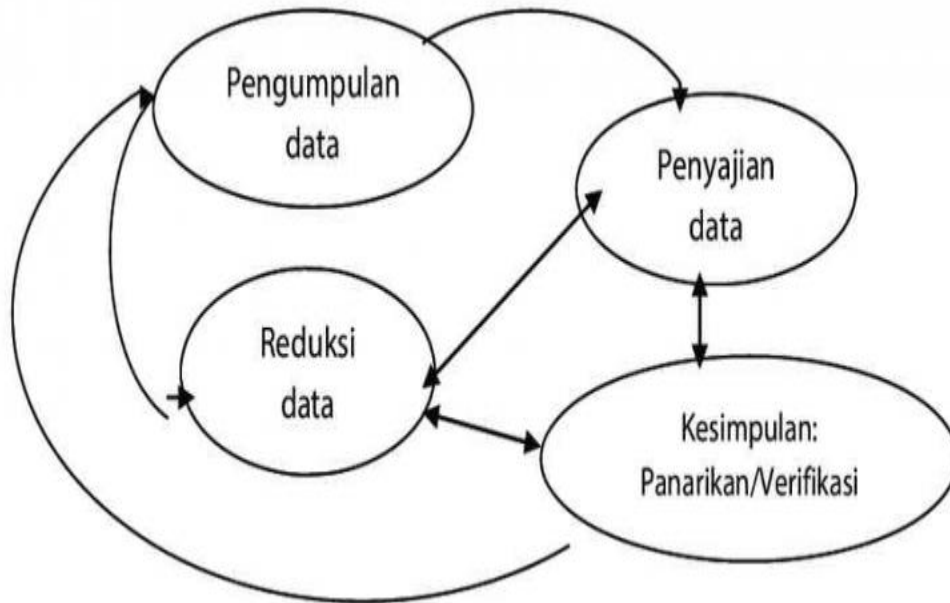 Pengumpulan
data
Penyajian
data
Reduksi
data
Kesimpulan:
Panarikan/Verifikasi